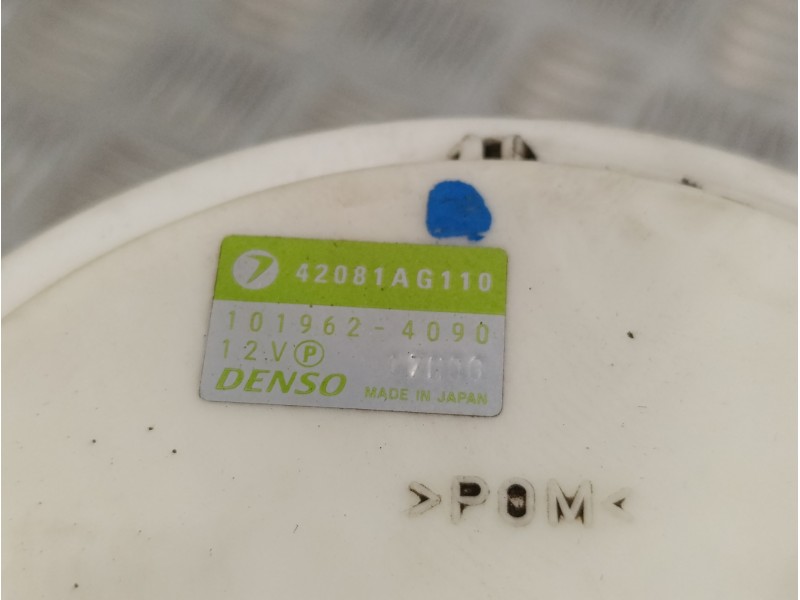 42081AG110
101962-4090
12V P
DENSO MADE IN JAPAN
>POM<